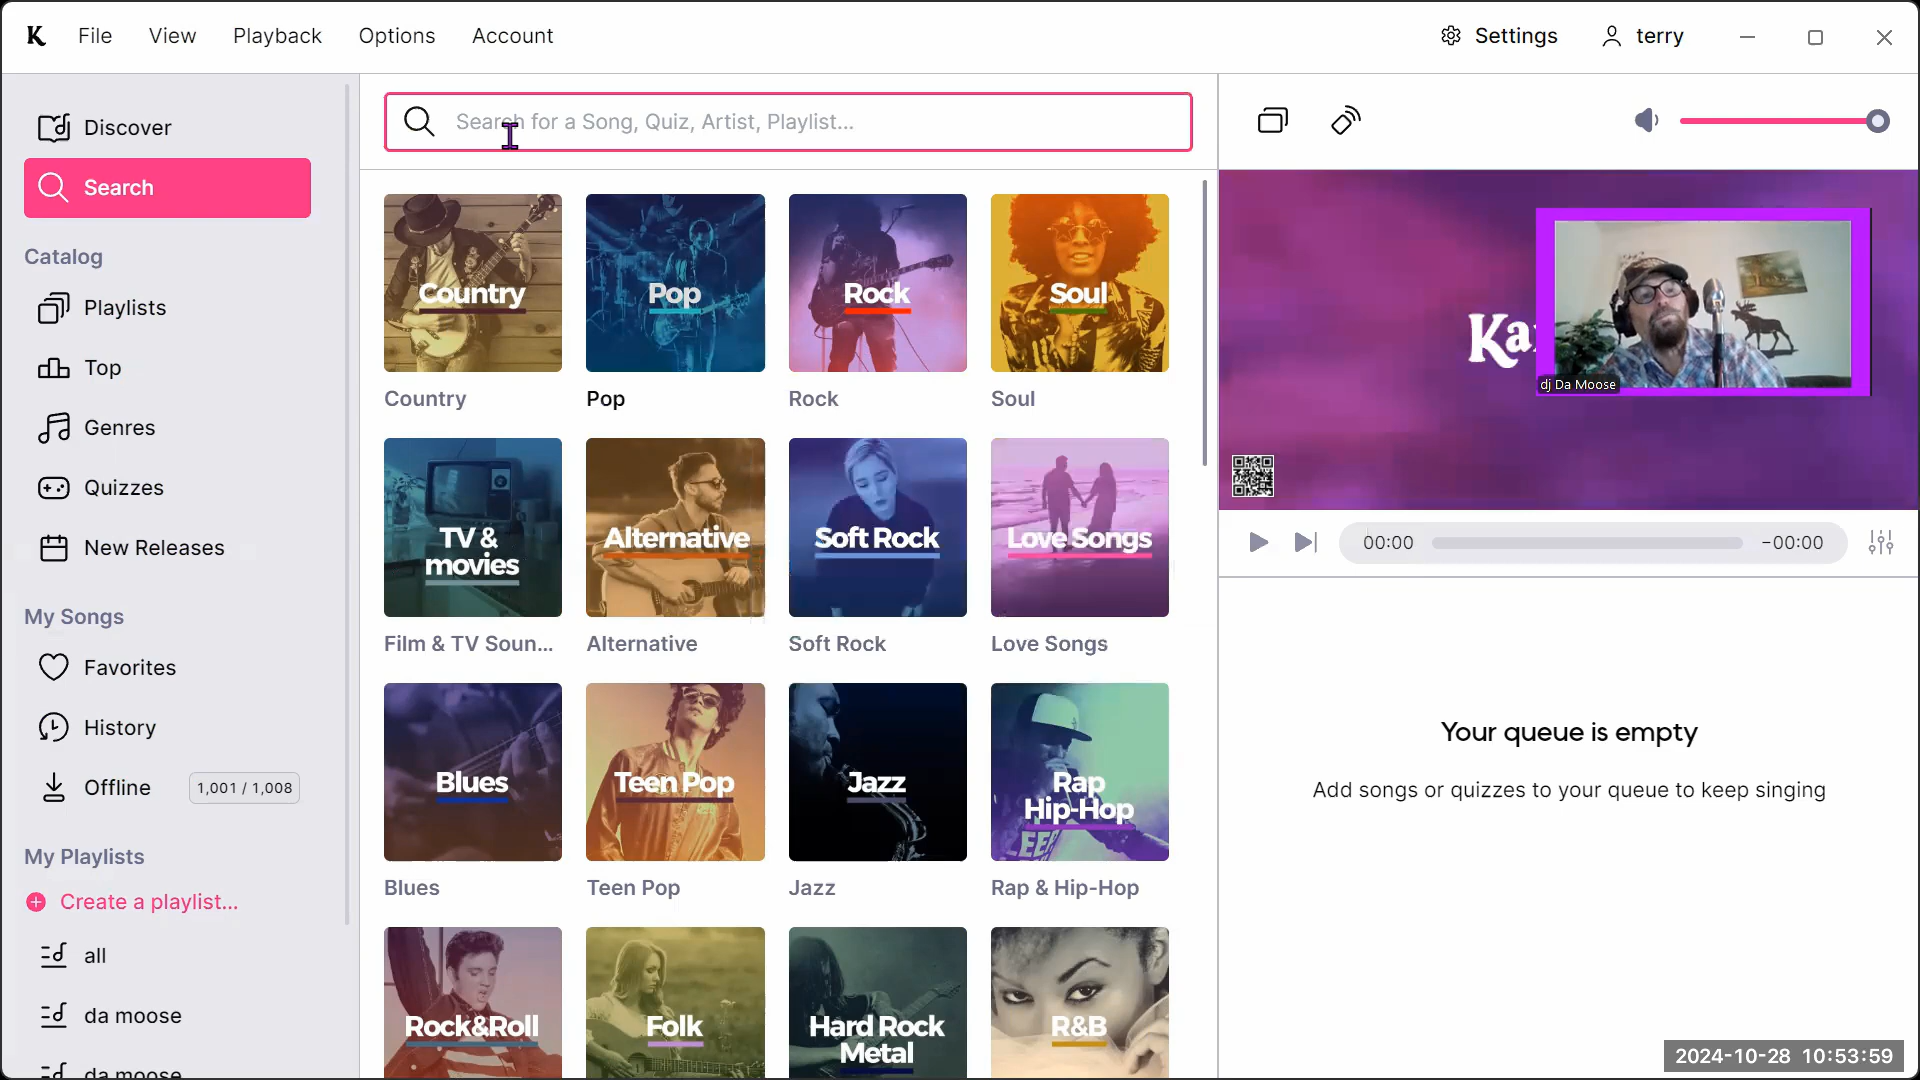 K File View Playback Options Account Settings terry
Discover
Search
Catalog
Playlists
Top
Genres
Quizzes
New Releases
My Songs
Favorites
History
Offline 1,001 / 1,008
My Playlists
Create a playlist...
all
da moose
da moose
Search for a Song, Quiz, Artist, Playlist...
Country
Pop
Rock
Soul
Country
Pop
Rock
Soul
TV &
movies
Alternative
Soft Rock
Love Songs
Film & TV Soun...
Alternative
Soft Rock
Love Songs
Blues
Teen Pop
Jazz
Rap
Hip-Hop
Blues
Teen Pop
Jazz
Rap & Hip-Hop
Rock&Roll
Folk
Hard Rock
Metal
R&B
dj Da Moose
00:00 -00:00
Your queue is empty
Add songs or quizzes to your queue to keep singing
2024-10-28 10:53:59